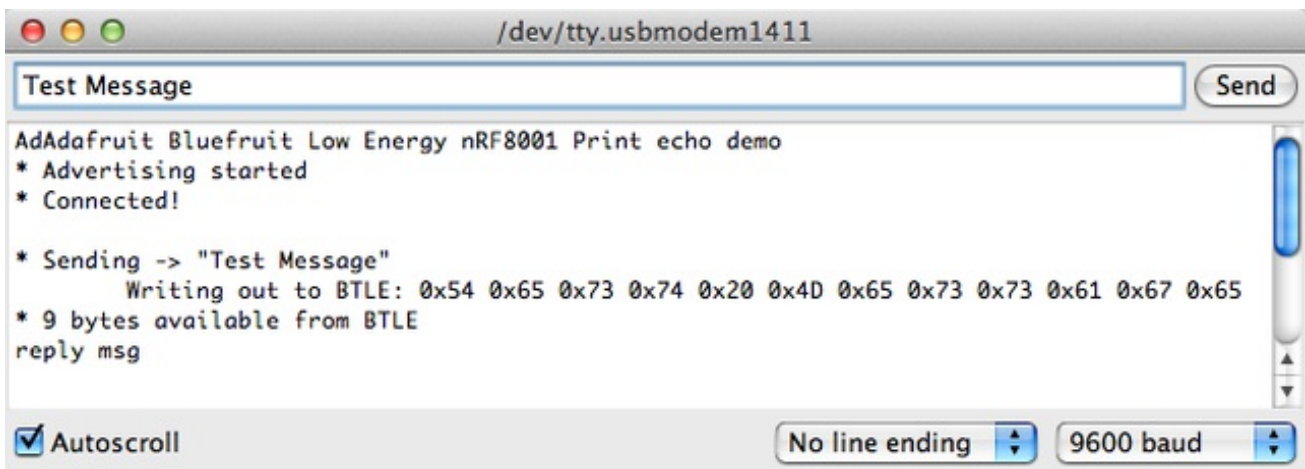 /dev/tty.usbmodem1411
Test Message
Send
AdAdafruit Bluefruit Low Energy nRF8001 Print echo demo
* Advertising started
* Connected!
* Sending -> "Test Message"
Writing out to BTLE: 0x54 0x65 0x73 0x74 0x20 0x4D 0x65 0x73 0x73 0x61 0x67 0x65
* 9 bytes available from BTLE
reply msg
Autoscroll
No line ending
9600 baud